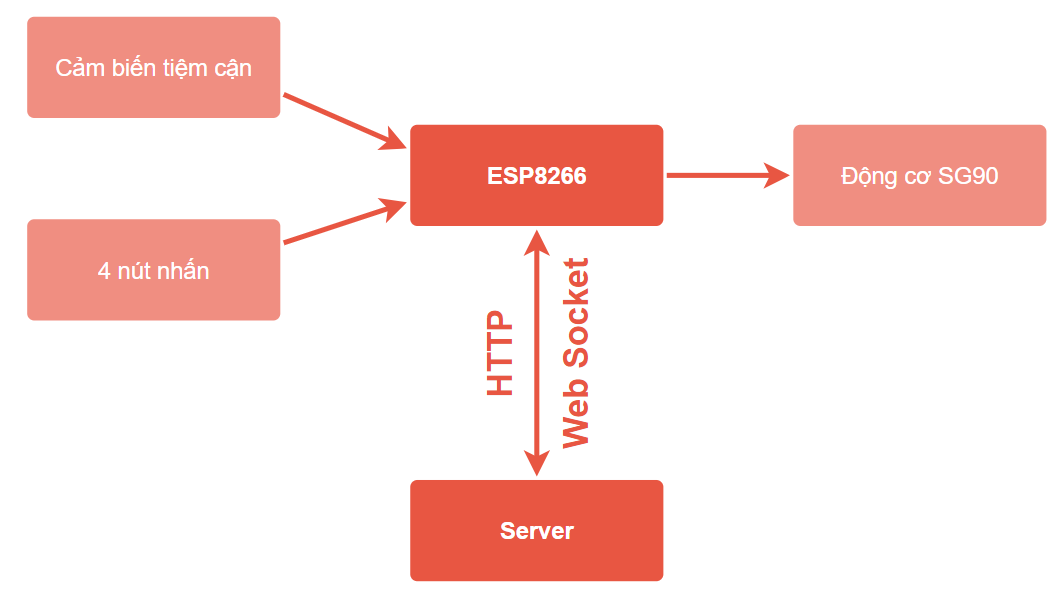 Cảm biến tiệm cận
ESP8266
Động cơ SG90
4 nút nhấn
HTTP
Web Socket
Server